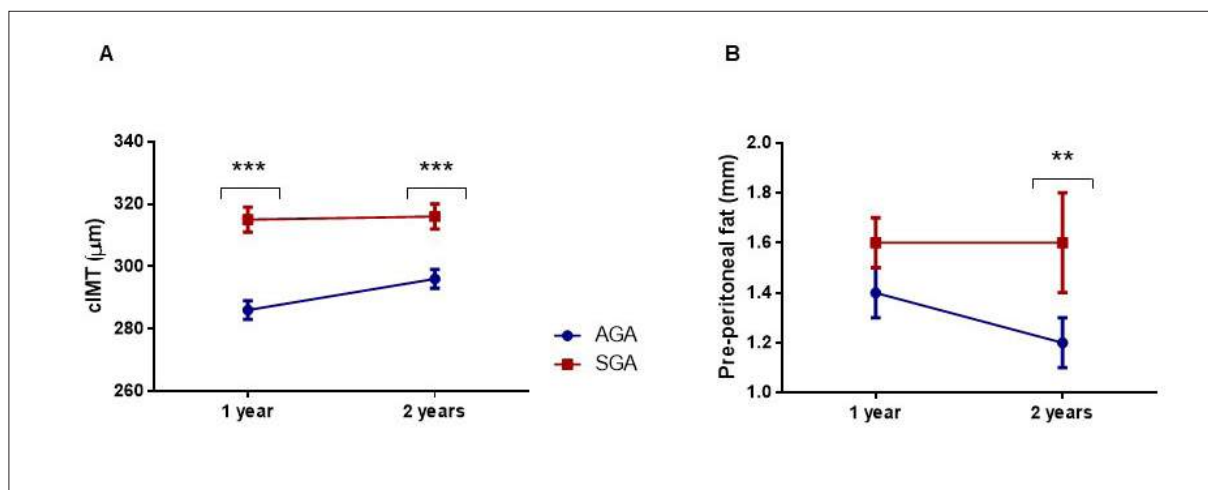 A
cIMT (μm)
340
320
300
280
260
***
***
1 year
2 years
AGA
SGA
B
Pre-peritoneal fat (mm)
2.0
1.8
1.6
1.4
1.2
1.0
**
1 year
2 years